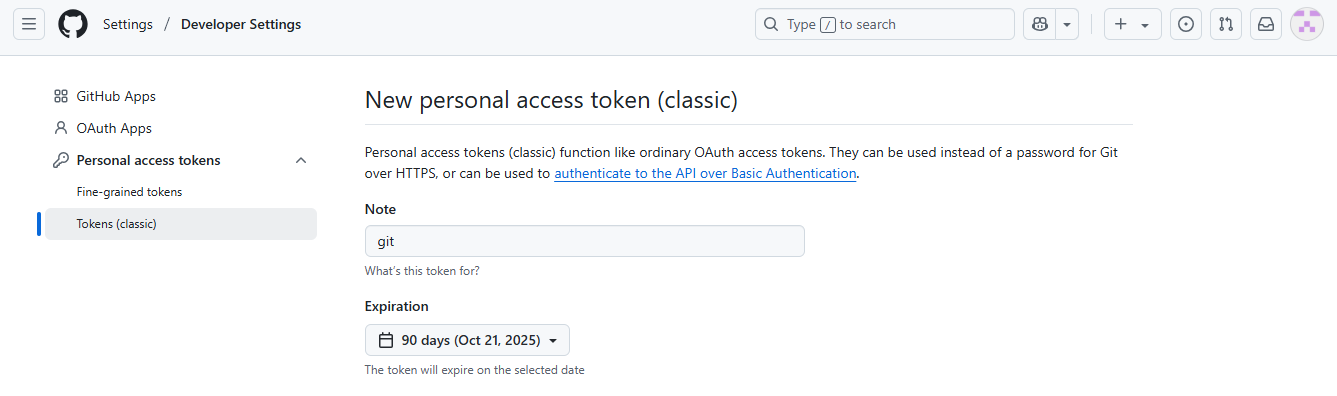 Settings / Developer Settings
Type / to search
GitHub Apps
OAuth Apps
Personal access tokens
Fine-grained tokens
Tokens (classic)
New personal access token (classic)
Personal access tokens (classic) function like ordinary OAuth access tokens. They can be used instead of a password for Git
over HTTPS, or can be used to authenticate to the API over Basic Authentication.
Note
git
What's this token for?
Expiration
90 days (Oct 21, 2025)
The token will expire on the selected date